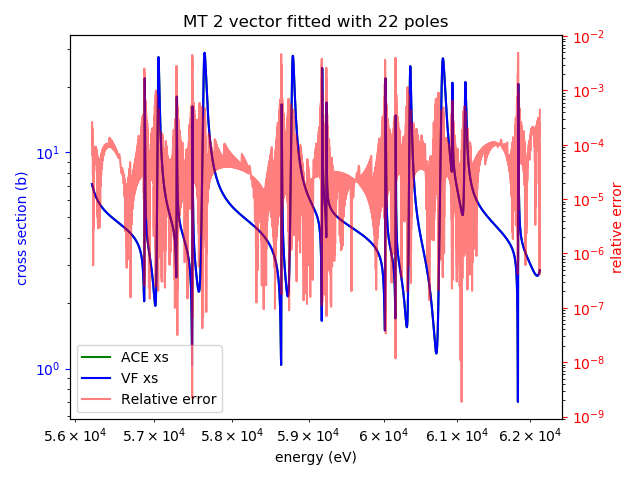 MT 2 vector fitted with 22 poles
cross section (b)
10¹
10⁰
10⁻²
10⁻³
10⁻⁴
10⁻⁵
10⁻⁶
10⁻⁷
10⁻⁸
10⁻⁹
relative error
ACE xs
VF xs
Relative error
5.6 × 10⁴ 5.7 × 10⁴ 5.8 × 10⁴ 5.9 × 10⁴ 6 × 10⁴ 6.1 × 10⁴ 6.2 × 10⁴
energy (eV)